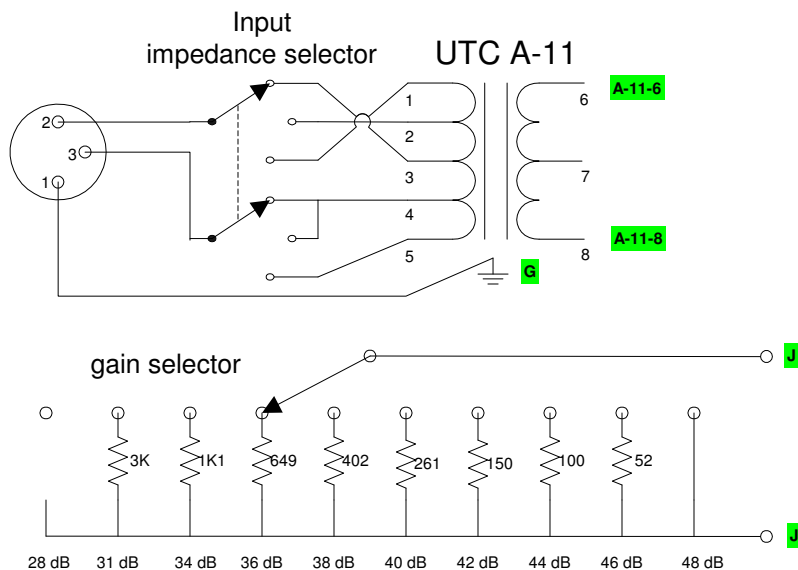 Input
impedance selector
UTC A-11
1
6
A-11-6
2
2
3
3
7
1
4
5
8
A-11-8
G
gain selector
J
3K
1K1
649
402
261
150
100
52
J
28 dB
31 dB
34 dB
36 dB
38 dB
40 dB
42 dB
44 dB
46 dB
48 dB